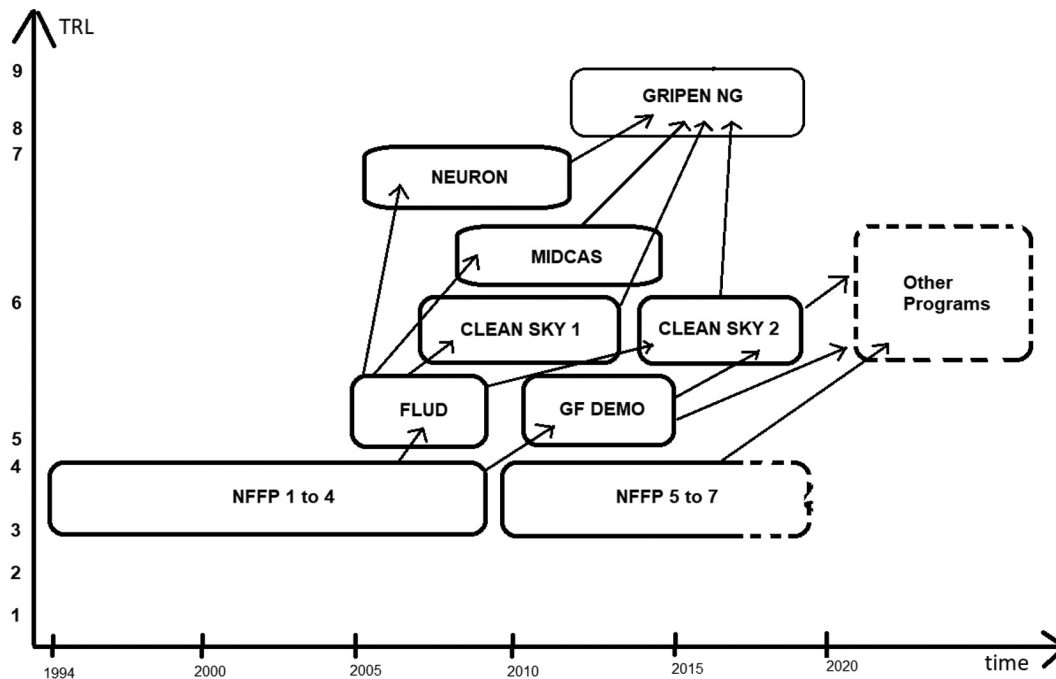 TRL
9
GRIPEN NG
8
7
NEURON
MIDCAS
Other
Programs
6
CLEAN SKY 1
CLEAN SKY 2
FLUD
GF DEMO
5
4
NFFP 1 to 4
NFFP 5 to 7
3
2
1
time
1994
2000
2005
2010
2015
2020